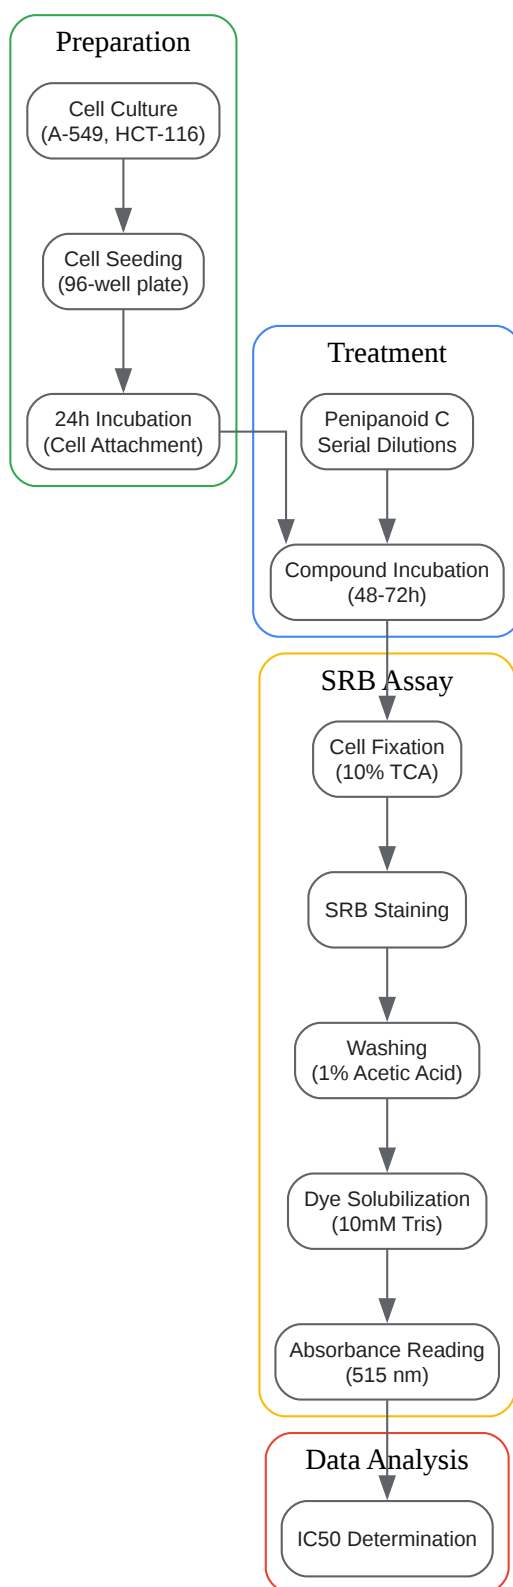 Preparation
Cell Culture
(A-549, HCT-116)
Cell Seeding
(96-well plate)
24h Incubation
(Cell Attachment)
Treatment
Penipanoid C
Serial Dilutions
Compound Incubation
(48-72h)
SRB Assay
Cell Fixation
(10% TCA)
SRB Staining
Washing
(1% Acetic Acid)
Dye Solubilization
(10mM Tris)
Absorbance Reading
(515 nm)
Data Analysis
IC50 Determination